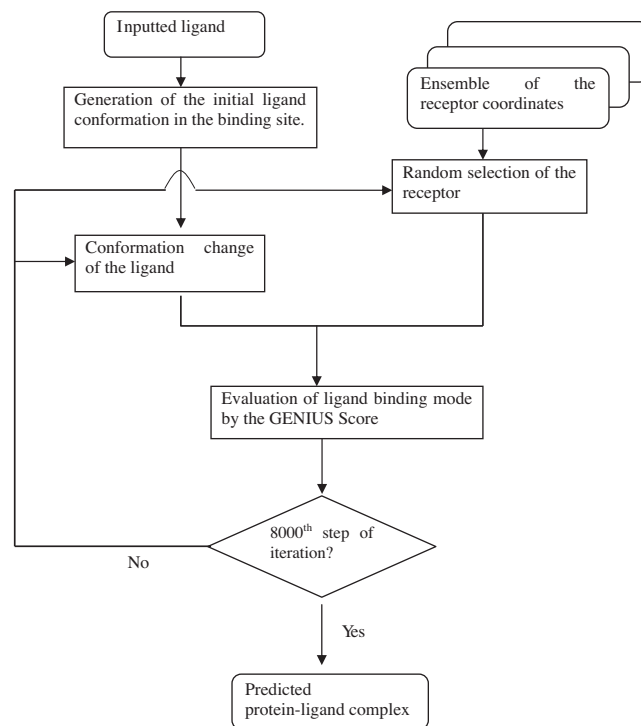 Inputted ligand
Generation of the initial ligand
conformation in the binding site.
Ensemble of the
receptor coordinates
Random selection of the
receptor
Conformation change
of the ligand
Evaluation of ligand binding mode
by the GENIUS Score
8000th step of
iteration?
No
Yes
Predicted
protein-ligand complex